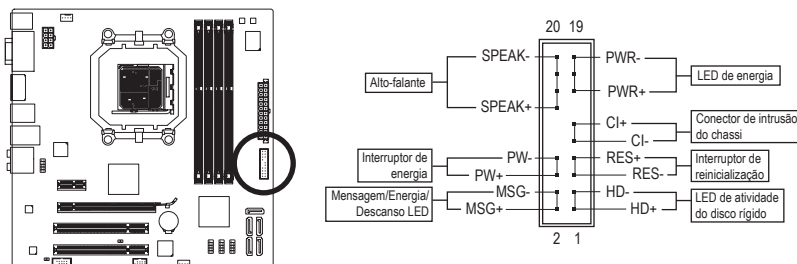 20 19
SPEAK-
SPEAK+
Alto-falante
PWR-
PWR+
LED de energia
CI+
CI-
Conector de intrusão
do chassi
Interruptor de
energia
PW-
PW+
RES+
RES-
Interruptor de
reinicialização
Mensagem/Energia/
Descanso LED
MSG-
MSG+
HD-
HD+
LED de atividade
do disco rígido
2 1